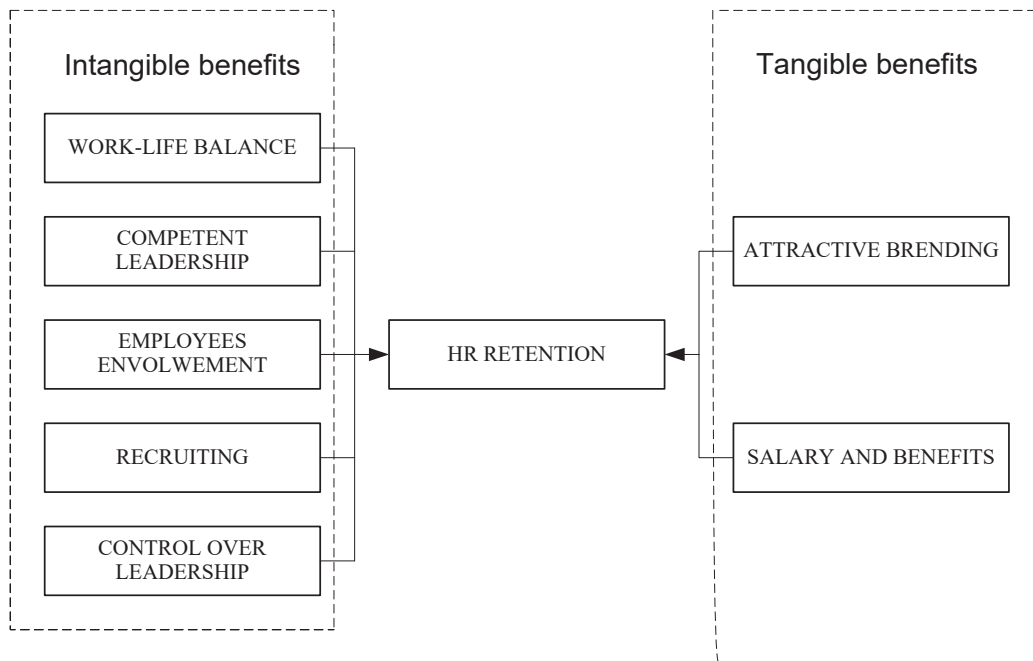 Intangible benefits
WORK-LIFE BALANCE
COMPETENT
LEADERSHIP
EMPLOYEES
ENVOLWEMENT
RECRUITING
CONTROL OVER
LEADERSHIP
HR RETENTION
Tangible benefits
ATTRACTIVE BRENDING
SALARY AND BENEFITS